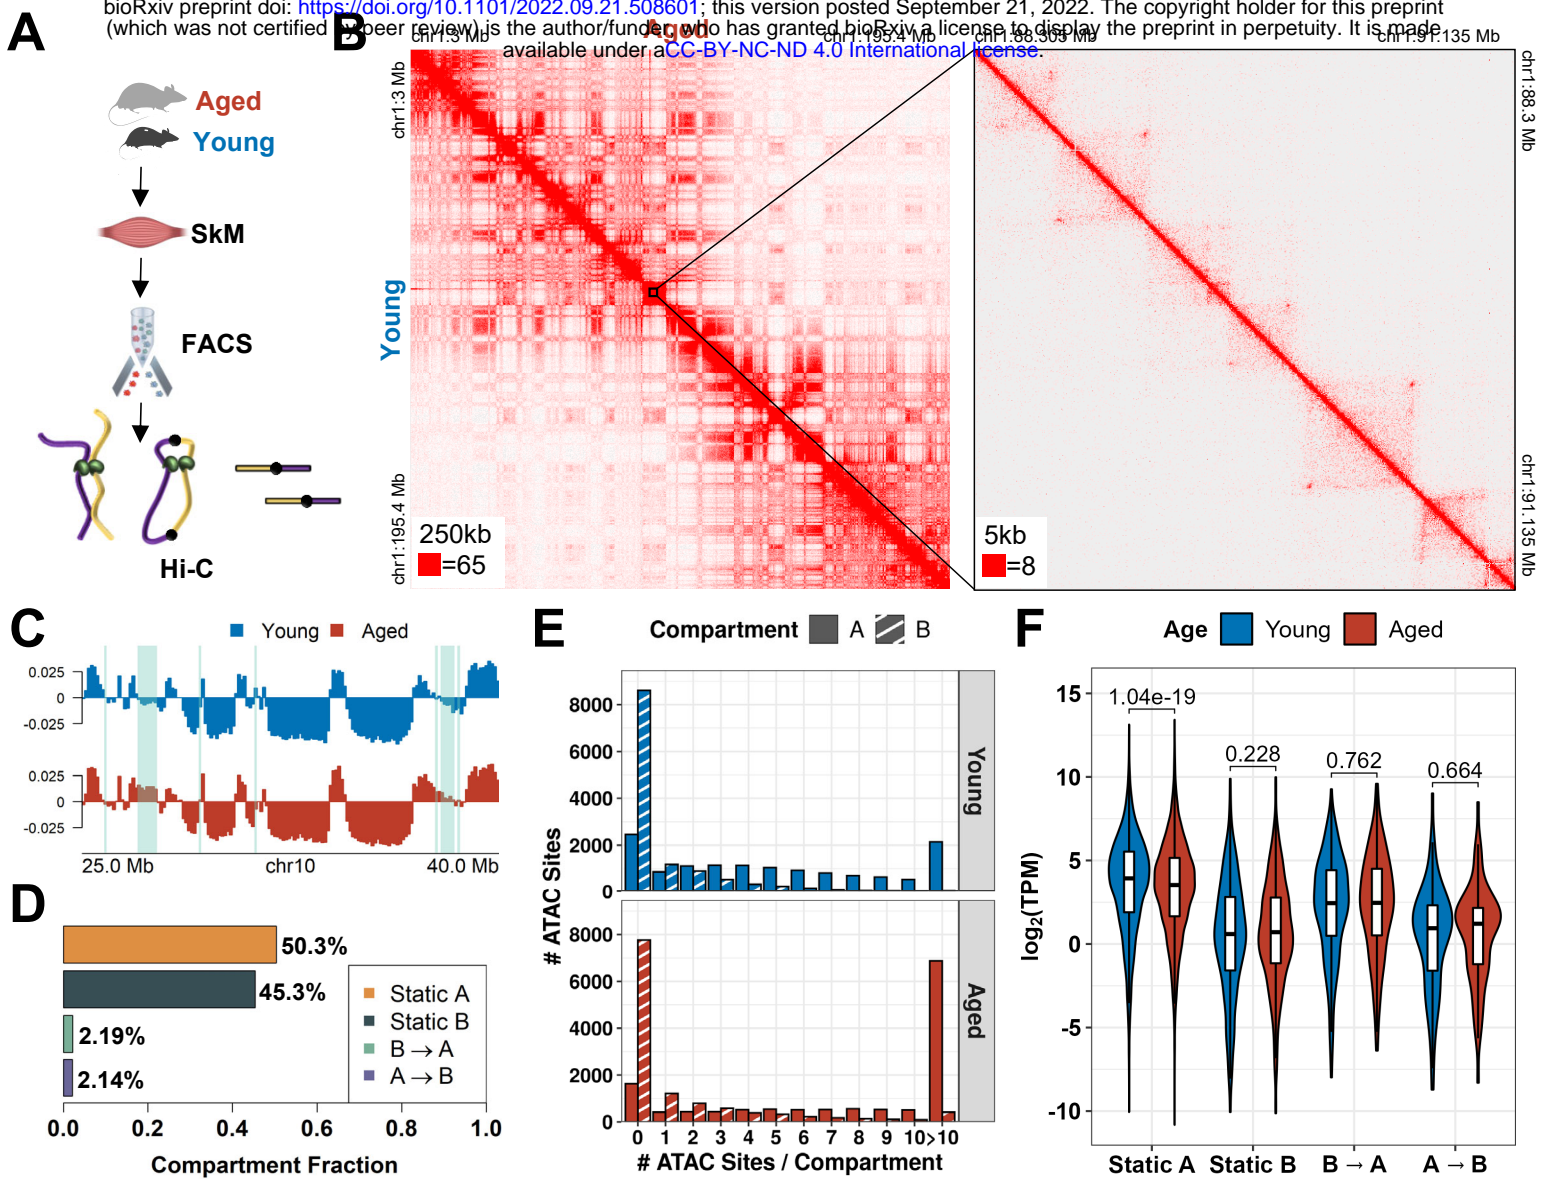 bioRxiv preprint doi: https://doi.org/10.1101/2022.09.21.508601; this version posted September 21, 2022. The copyright holder for this preprint
(which was not certified by peer review) is the author/funder, who has granted bioRxiv a license to display the preprint in perpetuity. It is made
available under aCC-BY-NC-ND 4.0 International license.
A
Aged
Young
SkM
FACS
Hi-C
B
Aged
chr1:3 Mb
chr1:195.4 Mb
chr1:88.305 Mb
chr1:91.135 Mb
chr1:3 Mb
Young
chr1:195.4 Mb
250kb
=65
chr1:88.3 Mb
chr1:91.135 Mb
5kb
=8
C
Young Aged
0.025
0
-0.025
0.025
0
-0.025
25.0 Mb chr10 40.0 Mb
D
50.3%
45.3%
2.19%
2.14%
Static A
Static B
B → A
A → B
0.0 0.2 0.4 0.6 0.8 1.0
Compartment Fraction
E
Compartment A B
8000
6000
4000
2000
0
Young
8000
6000
4000
2000
0
Aged
# ATAC Sites
0 1 2 3 4 5 6 7 8 9 10 >10
# ATAC Sites / Compartment
F
Age Young Aged
15
10
5
0
-5
-10
log2(TPM)
1.04e-19
0.228
0.762
0.664
Static A Static B B → A A → B